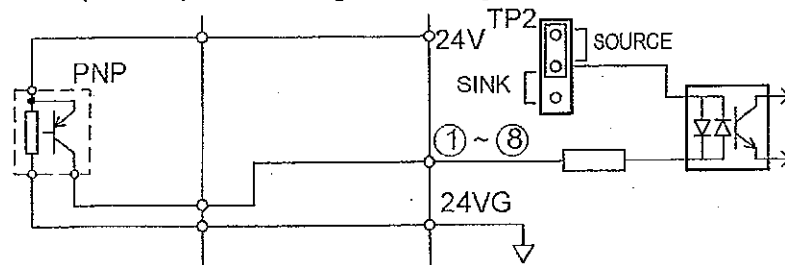 TP2
24V
SOURCE
PNP
SINK
① ~ ⑧
24VG